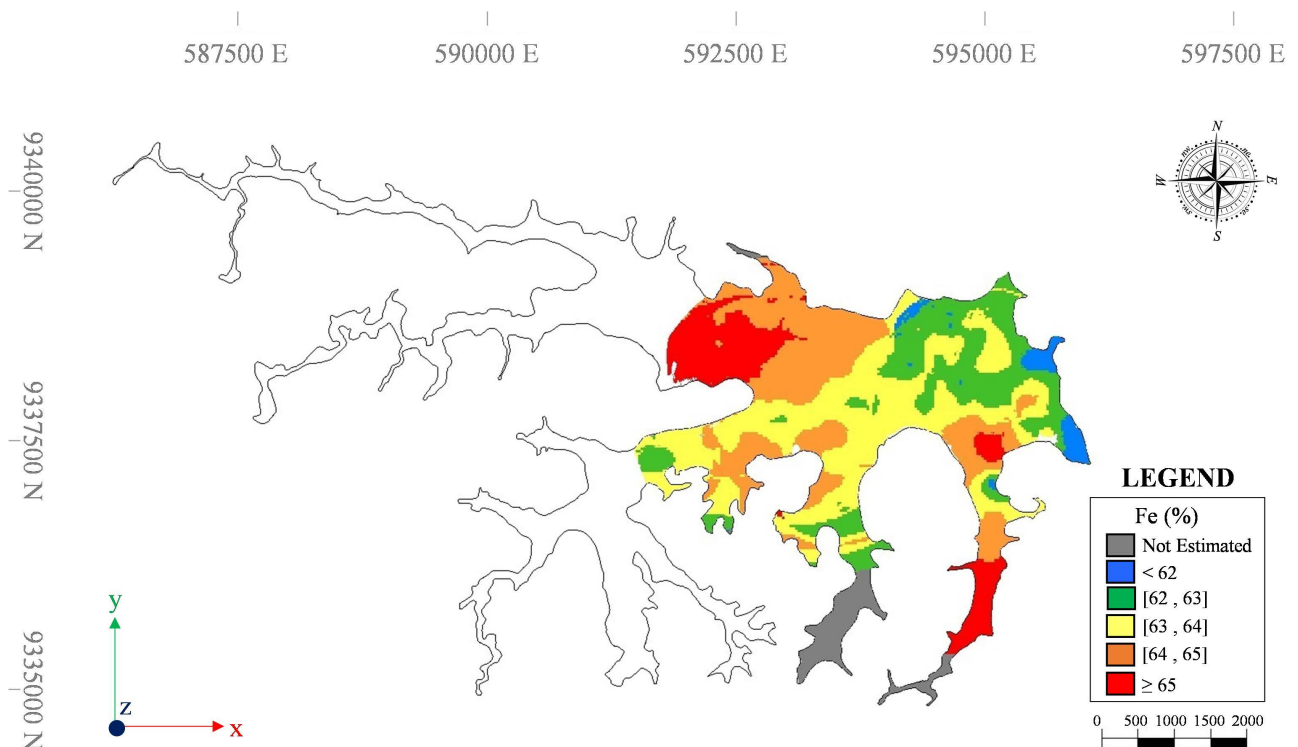 587500 E 590000 E 592500 E 595000 E 597500 E
9340000 N
9337500 N
9335000 N
N
W E
S
LEGEND
Fe (%)
Not Estimated
< 62
[62 , 63]
[63 , 64]
[64 , 65]
≥ 65
0 500 1000 1500 2000
y
z
x